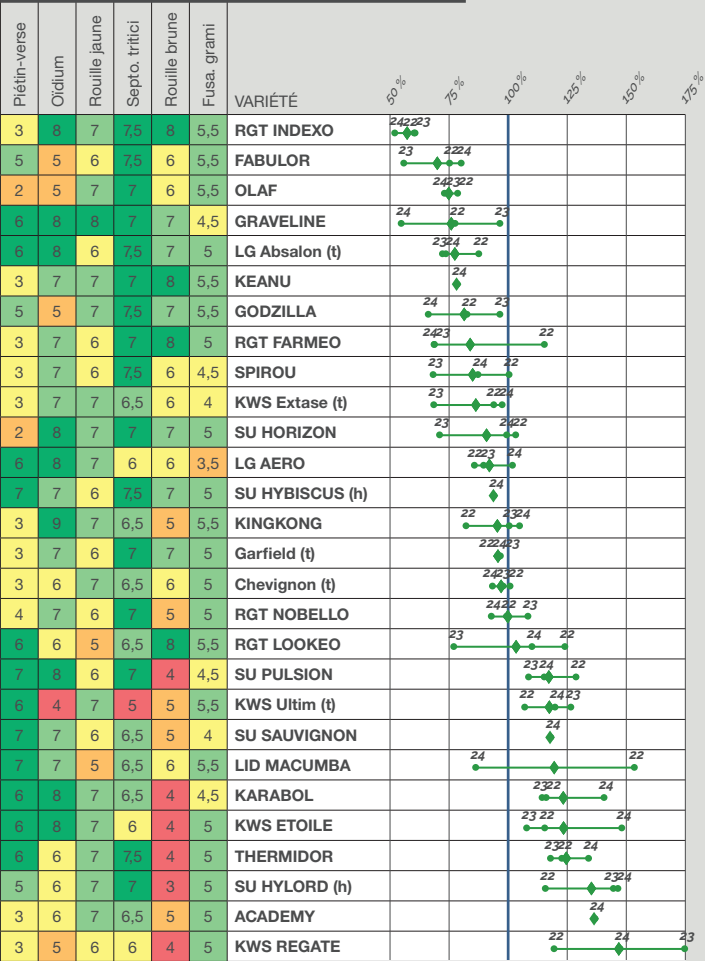 Piétin-verse Oïdium Rouille jaune Septo. tritici Rouille brune Fusa. grami VARIÉTÉ 50 % 75 % 100 % 125 % 150 % 175 %
3 8 7 7,5 8 5,5 RGT INDEXO 24 22 23
5 5 6 7,5 6 5,5 FABULOR 23 22 24
2 5 7 7 6 5,5 OLAF 24 23 22
6 8 8 7 7 4,5 GRAVELINE 24 22 23
6 8 6 7,5 7 5 LG Absalon (t) 23 24 22
3 7 7 7 8 5,5 KEANU 24
5 5 7 7,5 7 5,5 GODZILLA 24 22 23
3 7 6 7 8 5 RGT FARMEO 24 23 22
3 7 6 7,5 6 4,5 SPIROU 23 24 22
3 7 7 6,5 6 4 KWS Extase (t) 23 22 24
2 8 7 7 7 5 SU HORIZON 23 24 22
6 8 7 6 6 3,5 LG AERO 22 23 24
7 7 6 7,5 7 5 SU HYBISCUS (h) 24
3 9 7 6,5 5 5,5 KINGKONG 22 23 24
3 7 6 7 7 5 Garfield (t) 22 24 23
3 6 7 6,5 6 5 Chevignon (t) 24 23 22
4 7 6 7 5 5 RGT NOBELLO 24 22 23
6 6 5 6,5 8 5,5 RGT LOOKEO 23 24 22
7 8 6 7 4 4,5 SU PULSION 23 24 22
6 4 7 5 5 5,5 KWS Ultim (t) 22 24 23
7 7 6 6,5 5 4 SU SAUVIGNON 24
7 7 5 6,5 6 5,5 LID MACUMBA 24 22
6 8 7 6,5 4 4,5 KARABOL 23 22 24
6 8 7 6 4 5 KWS ETOILE 23 22 24
6 6 7 7,5 4 5 THERMIDOR 23 22 24
5 6 7 7 3 5 SU HYLORD (h) 22 23 24
3 6 7 6,5 5 5 ACADEMY 24
3 5 6 6 4 5 KWS REGATE 22 24 23